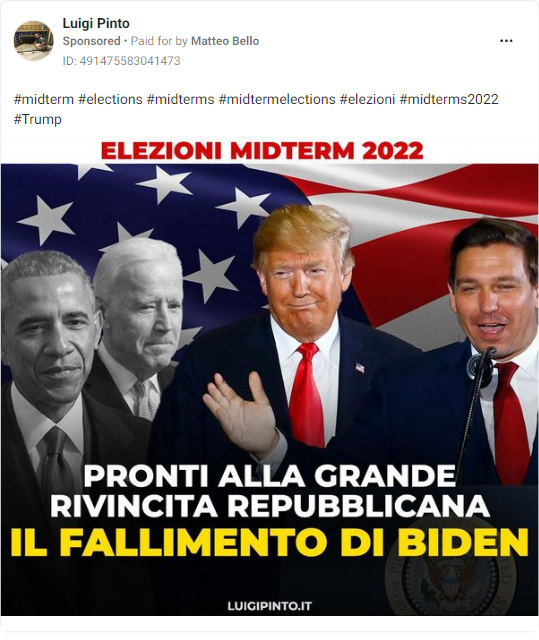 Luigi Pinto
Sponsored • Paid for by Matteo Bello
ID: 491475583041473
#midterm #elections #midterms #midtermelections #elezioni #midterms2022
#Trump
ELEZIONI MIDTERM 2022
PRONTI ALLA GRANDE
RIVINCITA REPUBBLICANA
IL FALLIMENTO DI BIDEN
LUIGIPINTO.IT